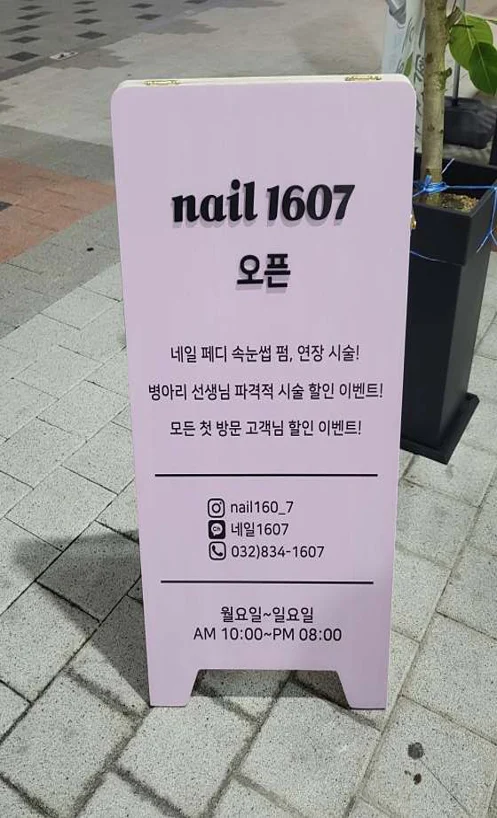 nail 1607
오픈
네일 페디 속눈썹 펌, 연장 시술!
병아리 선생님 파격적 시술 할인 이벤트!
모든 첫 방문 고객님 할인 이벤트!
nail160_7
Ch 네일1607
032)834-1607
월요일~일요일
AM 10:00~PM 08:00